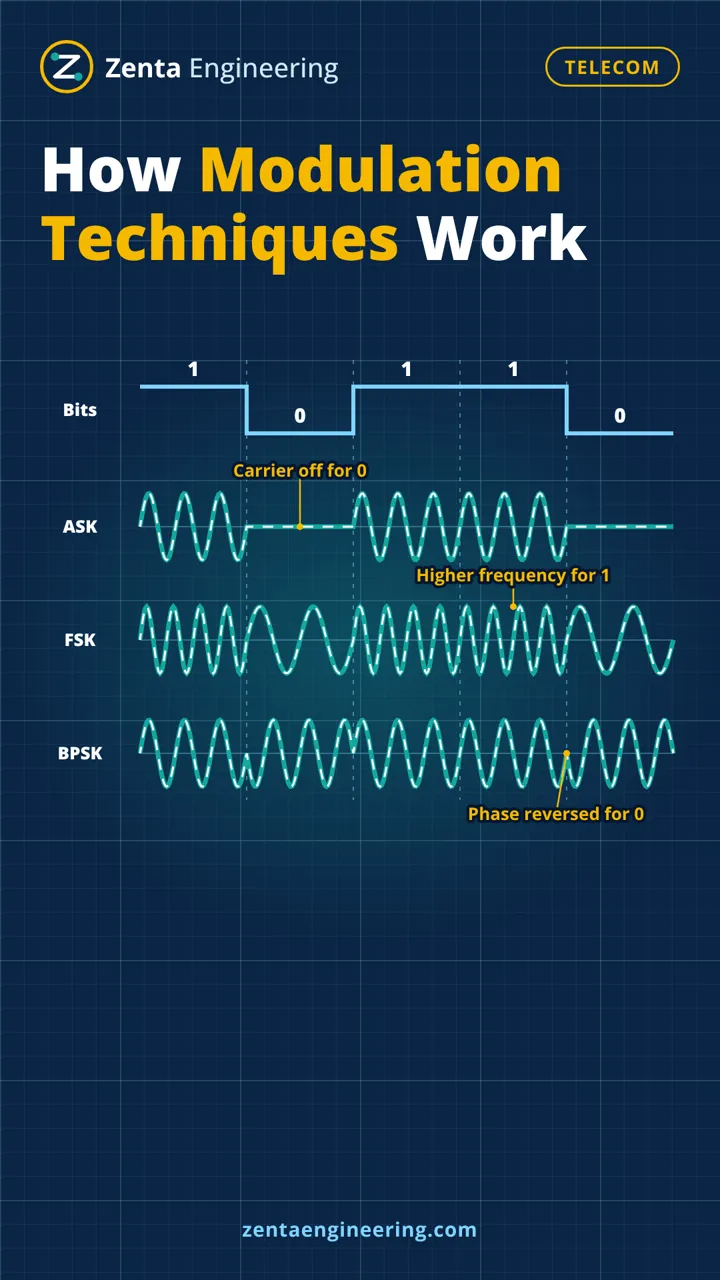 Zenta Engineering
TELECOM
How Modulation
Techniques Work
1 1 1
Bits
0 0
Carrier off for 0
ASK
Higher frequency for 1
FSK
BPSK
Phase reversed for 0
zentaengineering.com